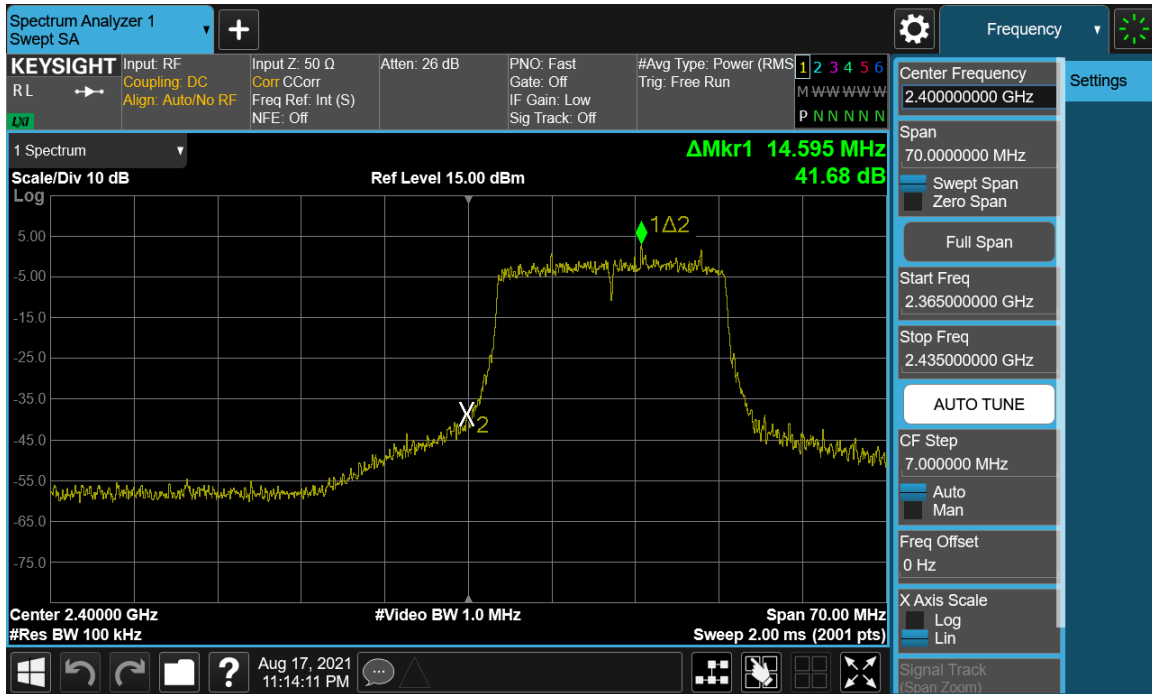 Spectrum Analyzer 1
Swept SA
Frequency
KEYSIGHT
R L
LXI
Input: RF
Coupling: DC
Align: Auto/No RF
Input Z: 50 Ω
Corr CCorr
Freq Ref: Int (S)
NFE: Off
Atten: 26 dB
PNO: Fast
Gate: Off
IF Gain: Low
Sig Track: Off
#Avg Type: Power (RMS
Trig: Free Run
1 2 3 4 5 6
M W W W W W
P N N N N N
Center Frequency
2.400000000 GHz
Settings
Span
70.0000000 MHz
Swept Span
Zero Span
Full Span
Start Freq
2.365000000 GHz
Stop Freq
2.435000000 GHz
AUTO TUNE
CF Step
7.000000 MHz
Auto
Man
Freq Offset
0 Hz
X Axis Scale
Log
Lin
Signal Track
(Span Zoom)
1 Spectrum
ΔMkr1 14.595 MHz
41.68 dB
Scale/Div 10 dB
Ref Level 15.00 dBm
Log
5.00
-5.00
-15.0
-25.0
-35.0
-45.0
-55.0
-65.0
-75.0
1Δ2
X2
Center 2.40000 GHz
#Video BW 1.0 MHz
Span 70.00 MHz
#Res BW 100 kHz
Sweep 2.00 ms (2001 pts)
?
Aug 17, 2021
11:14:11 PM